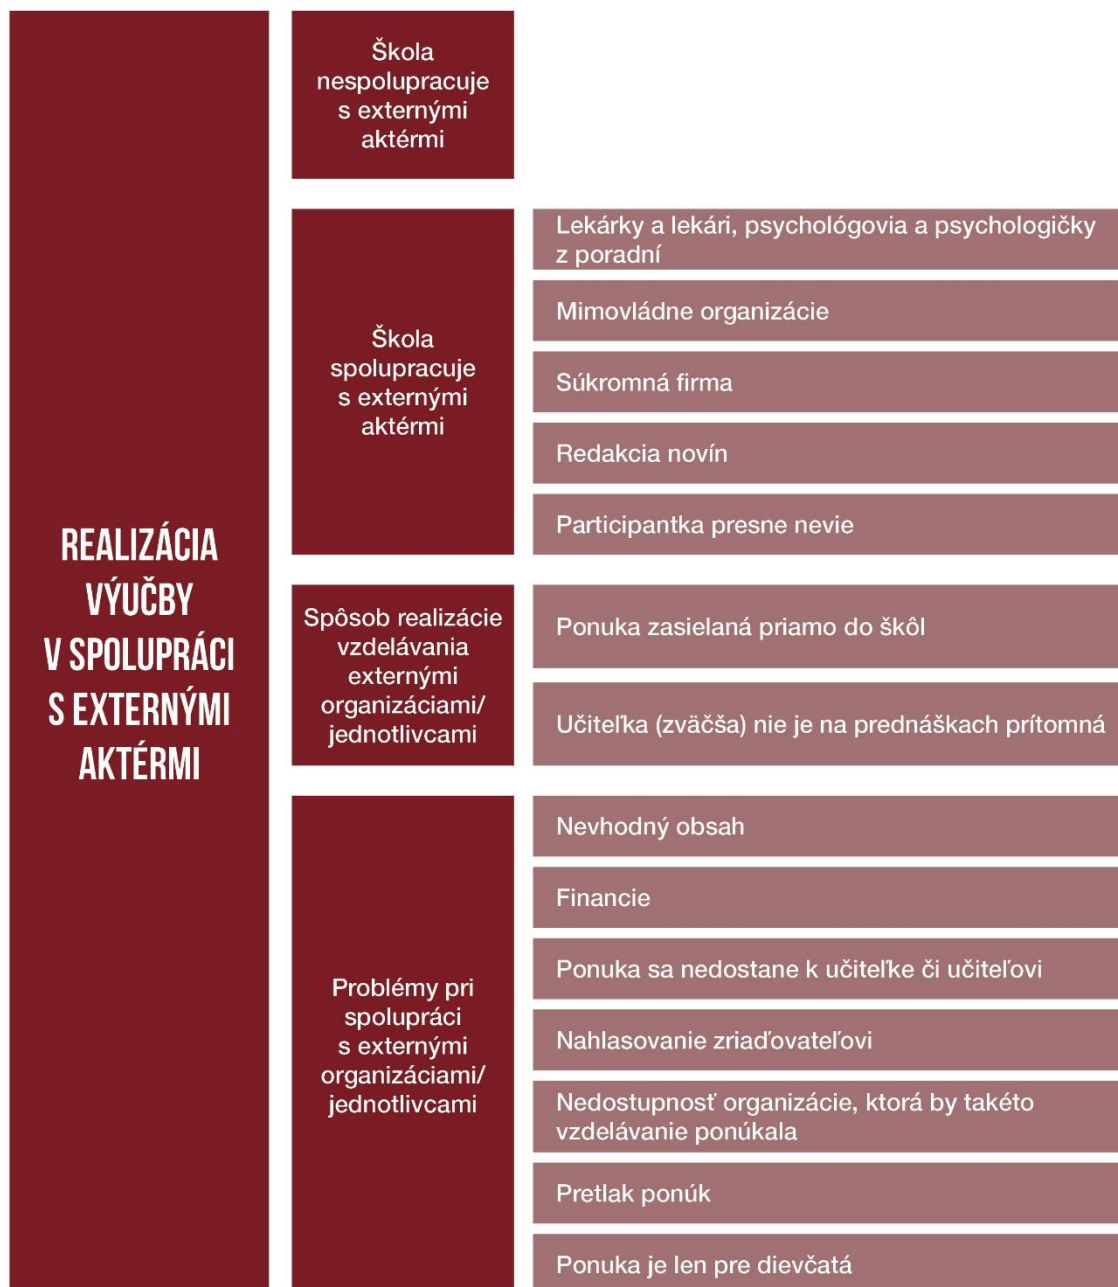 REALIZÁCIA
VÝUČBY
V SPOLUPRÁCI
S EXTERNÝMI
AKTÉRMI
Škola
nespolupracuje
s externými
aktérmi
Škola
spolupracuje
s externými
aktérmi
Lekárky a lekári, psychológovia a psychologičky
z poradní
Mimovládne organizácie
Súkromná firma
Redakcia novín
Participantka presne nevie
Spôsob realizácie
vzdelávania
externými
organizáciami/
jednotlivcami
Ponuka zasielaná priamo do škôl
Učiteľka (zväčša) nie je na prednáškach prítomná
Problémy pri
spolupráci
s externými
organizáciami/
jednotlivcami
Nevhodný obsah
Financie
Ponuka sa nedostane k učiteľke či učiteľovi
Nahlasovanie zriaďovateľovi
Nedostupnosť organizácie, ktorá by takéto
vzdelávanie ponúkala
Pretlak ponúk
Ponuka je len pre dievčatá